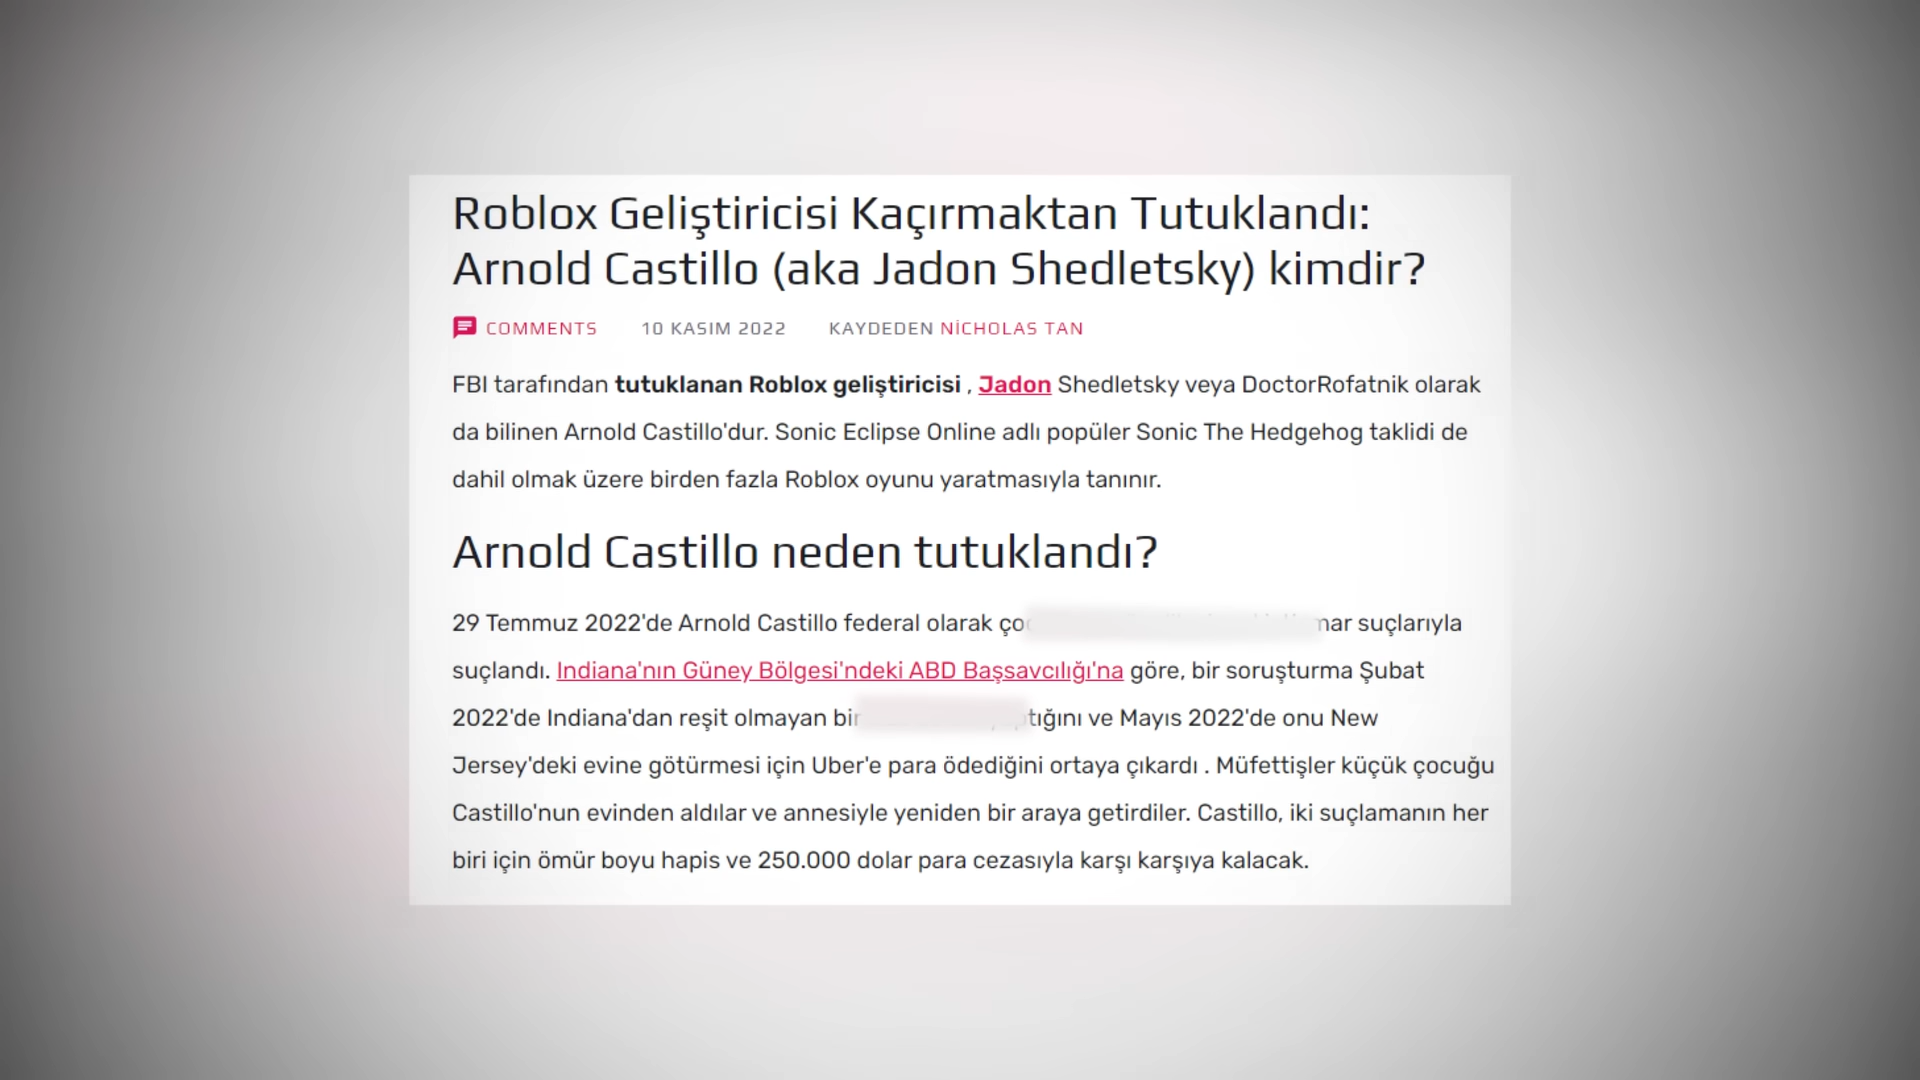 Roblox Geliştiricisi Kaçırmaktan Tutuklandı:
Arnold Castillo (aka Jadon Shedletsky) kimdir?
COMMENTS 10 KASIM 2022 KAYDEDEN NİCHOLAS TAN
FBI tarafından tutuklanan Roblox geliştiricisi , Jadon Shedletsky veya DoctorRofatnik olarak
da bilinen Arnold Castillo'dur. Sonic Eclipse Online adlı popüler Sonic The Hedgehog taklidi de
dahil olmak üzere birden fazla Roblox oyunu yaratmasıyla tanınır.
Arnold Castillo neden tutuklandı?
29 Temmuz 2022'de Arnold Castillo federal olarak suçlarıyla
suçlandı. Indiana'nın Güney Bölgesi'ndeki ABD Başsavcılığı'na göre, bir soruşturma Şubat
2022'de Indiana'dan reşit olmayan bir ve Mayıs 2022'de onu New
Jersey'deki evine götürmesi için Uber'e para ödediğini ortaya çıkardı . Müfettişler küçük çocuğu
Castillo'nun evinden aldılar ve annesiyle yeniden bir araya getirdiler. Castillo, iki suçlamanın her
biri için ömür boyu hapis ve 250.000 dolar para cezasıyla karşı karşıya kalacak.